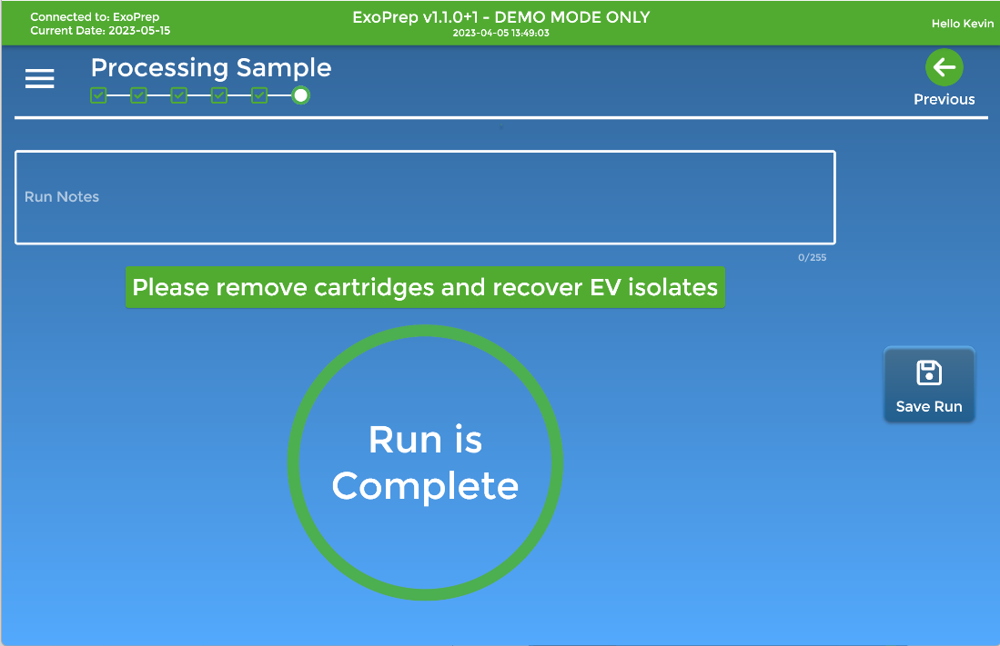 Connected to: ExoPrep
Current Date: 2023-05-15
ExoPrep v1.1.0+1 - DEMO MODE ONLY
2023-04-05 13:49:03
Hello Kevin
Processing Sample
Previous
Run Notes
0/255
Please remove cartridges and recover EV isolates
Run is
Complete
Save Run